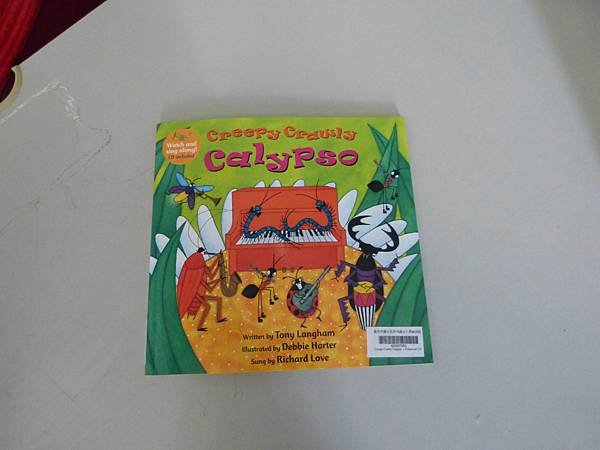 Creepy Crawly
Calypso
Watch and
sing along!
CD included
Written by Tony Langham
Illustrated by Debbie Harter
Sung by Richard Love